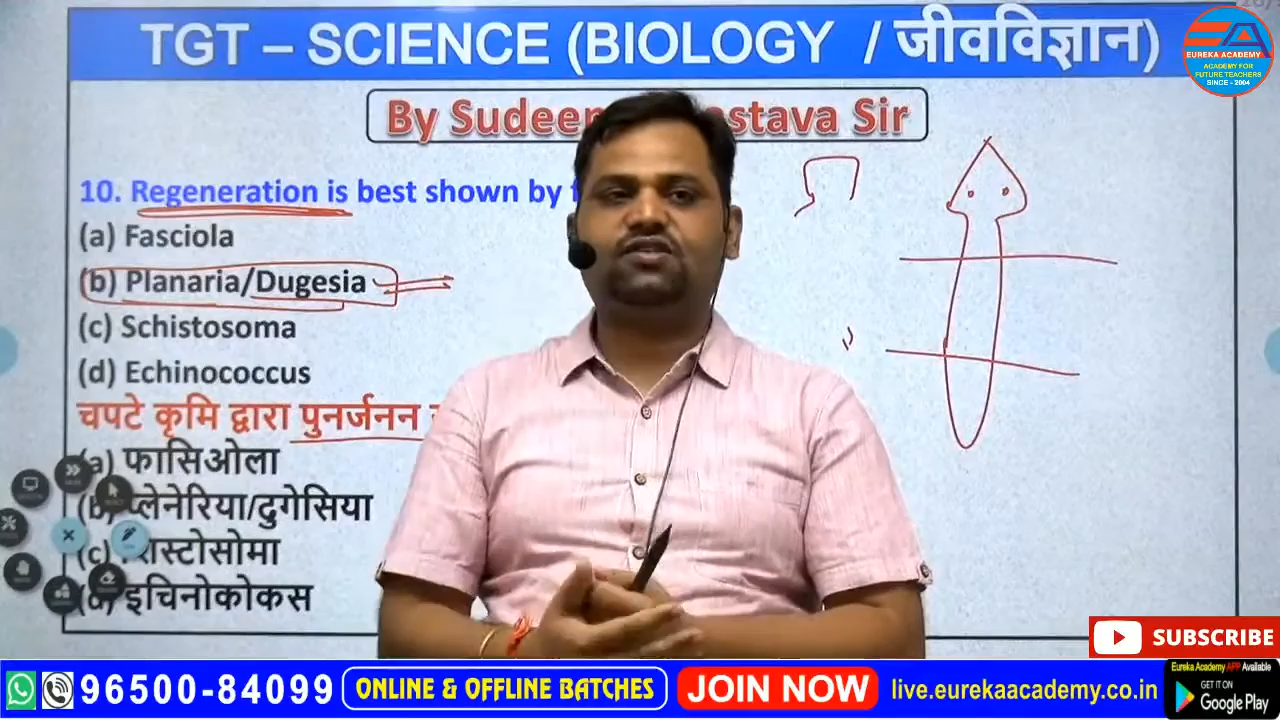 TGT – SCIENCE (BIOLOGY / जीवविज्ञान)
EUREKA ACADEMY
ACADEMY FOR
FUTURE TEACHERS
SINCE - 2004
By Sir
10. Regeneration is best shown by
(a) Fasciola
(b) Planaria/Dugesia
(c) Schistosoma
(d) Echinococcus
चपटे कृमि द्वारा पुनर्जनन
(a) फासिओला
(b) प्लेनेरिया/दुगेसिया
(c)
(d) इचिनोकोकस
SUBSCRIBE
96500-84099
ONLINE & OFFLINE BATCHES
JOIN NOW
live.eurekaacademy.co.in
Eureka Academy APP Available
GET IT ON
Google Play